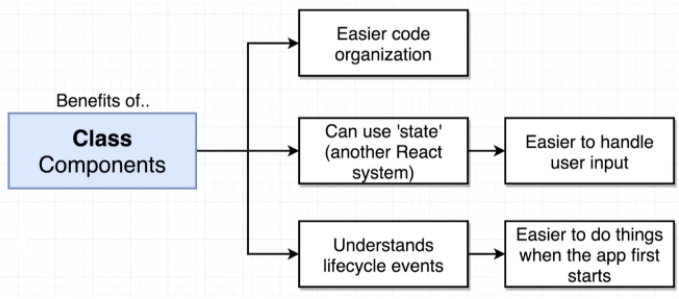 Benefits of..
Class
Components
Easier code
organization
Can use 'state'
(another React
system)
Easier to handle
user input
Understands
lifecycle events
Easier to do things
when the app first
starts